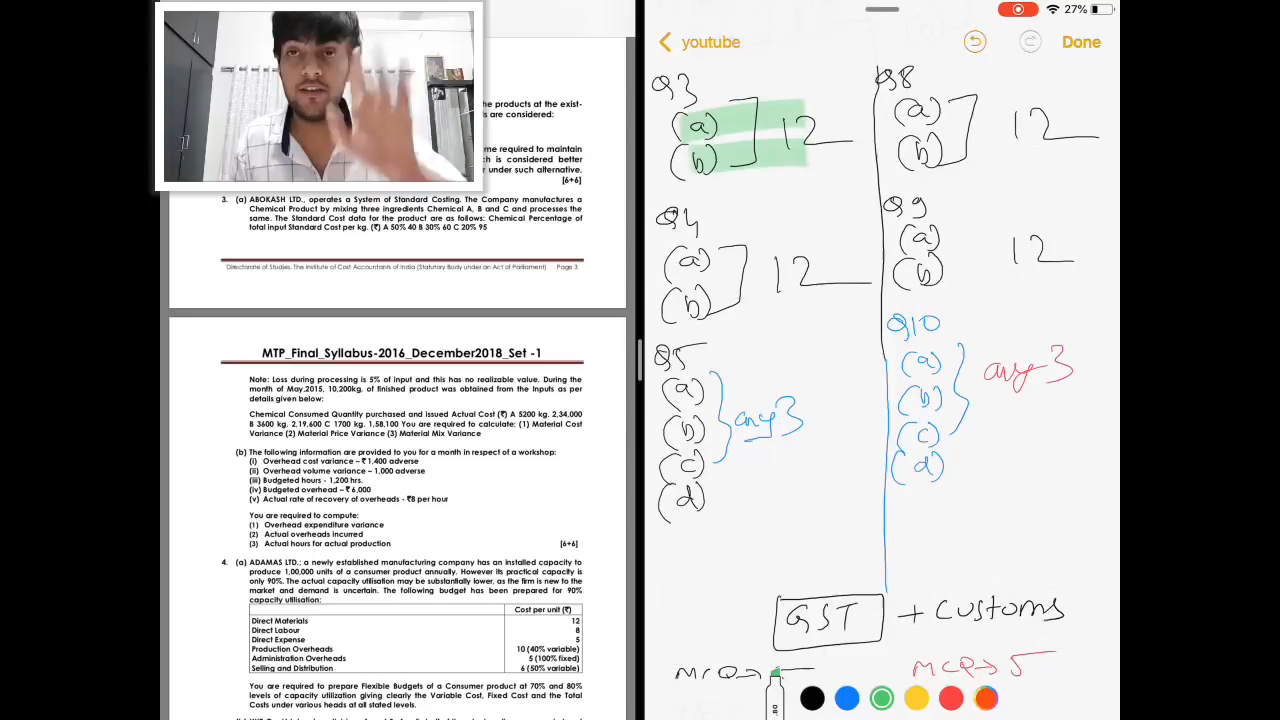 he products at the exist-
ls are considered:
me required to maintain
ch is considered better
r under such alternative.
[6+6]
3. (a) ABOKASH LTD., operates a System of Standard Costing. The Company manufactures a
Chemical Product by mixing three ingredients Chemical A, B and C and processes the
same. The Standard Cost data for the product are as follows: Chemical Percentage of
total input Standard Cost per kg. (₹) A 50% 40 B 30% 60 C 20% 95
Directorate of Studies, The Institute of Cost Accountants of India (Statutory Body under an Act of Parliament) Page 3
MTP_Final_Syllabus-2016_December2018_Set -1
Note: Loss during processing is 5% of input and this has no realizable value. During the
month of May,2015, 10,200kg. of finished product was obtained from the Inputs as per
details given below:
Chemical Consumed Quantity purchased and issued Actual Cost (₹) A 5200 kg. 2,34,000
B 3600 kg. 2,19,600 C 1700 kg. 1,58,100 You are required to calculate: (1) Material Cost
Variance (2) Material Price Variance (3) Material Mix Variance
(b) The following information are provided to you for a month in respect of a workshop:
(i) Overhead cost variance – ₹ 1,400 adverse
(ii) Overhead volume variance – 1,000 adverse
(iii) Budgeted hours - 1,200 hrs.
(iv) Budgeted overhead – ₹ 6,000
(v) Actual rate of recovery of overheads - ₹8 per hour
You are required to compute:
(1) Overhead expenditure variance
(2) Actual overheads incurred
(3) Actual hours for actual production [6+6]
4. (a) ADAMAS LTD.; a newly established manufacturing company has an installed capacity to
produce 1,00,000 units of a consumer product annually. However its practical capacity is
only 90%. The actual capacity utilisation may be substantially lower, as the firm is new to the
market and demand is uncertain. The following budget has been prepared for 90%
capacity utilisation:
Cost per unit (₹)
Direct Materials 12
Direct Labour 8
Direct Expense 5
Production Overheads 10 (40% variable)
Administration Overheads 5 (100% fixed)
Selling and Distribution 6 (50% variable)
You are required to prepare Flexible Budgets of a Consumer product at 70% and 80%
levels of capacity utilization giving clearly the Variable Cost, Fixed Cost and the Total
Costs under various heads at all stated levels.
27%
youtube Done
Q3
(a)
(b)
12
Q4
(a)
(b)
12
Q5
(a)
(b)
(c)
(d)
any 3
Q8
(a)
(b)
12
Q9
(a)
(b)
12
Q10
(a)
(b)
(c)
(d)
any 3
GST + Customs
MCQ→
MCQ→ 5
.80